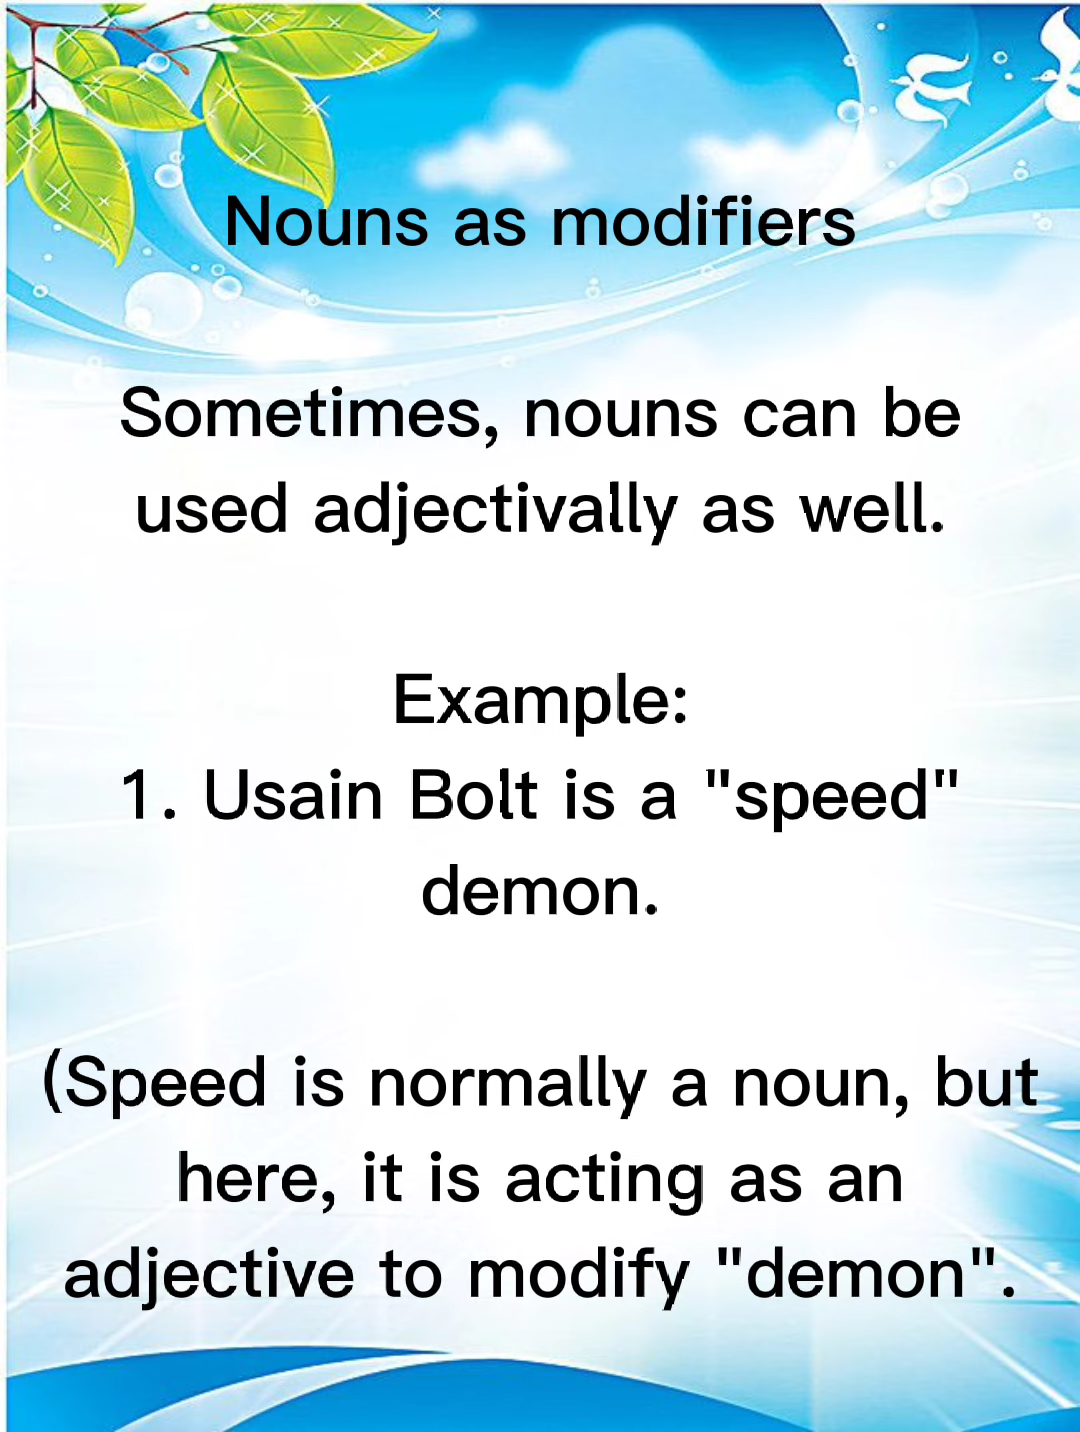 Nouns as modifiers
Sometimes, nouns can be
used adjectivally as well.
Example:
1. Usain Bolt is a "speed"
demon.
(Speed is normally a noun, but
here, it is acting as an
adjective to modify "demon".